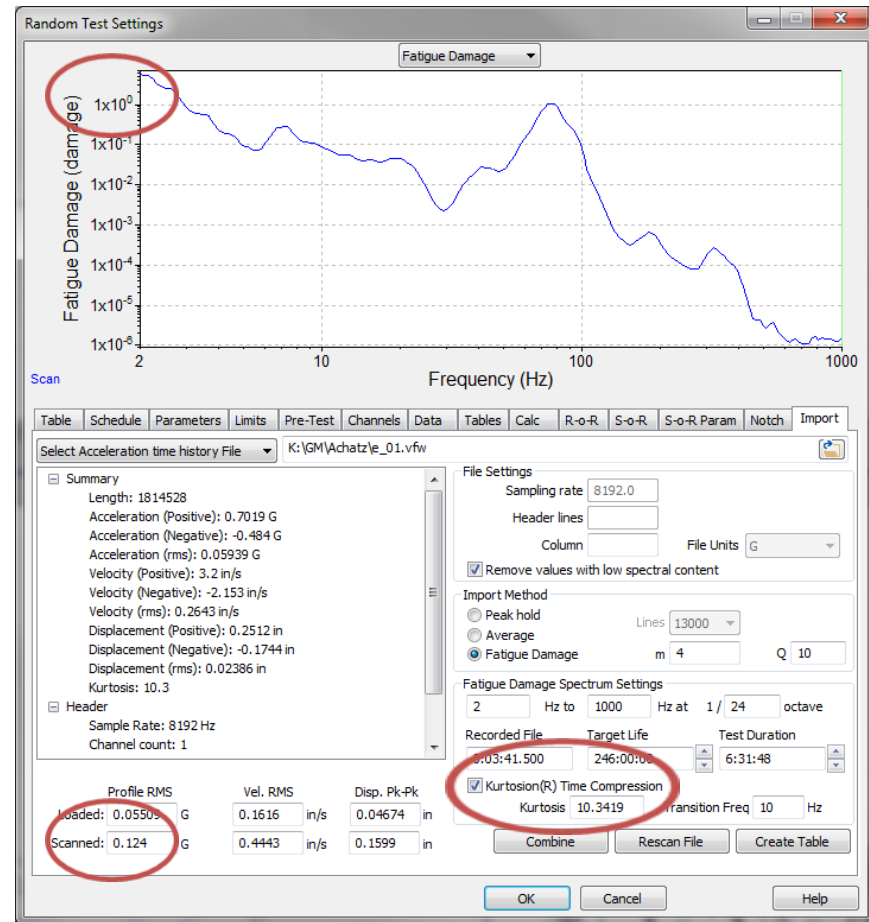 Random Test Settings
Fatigue Damage
Fatigue Damage (damage)
1x10⁰
1x10⁻¹
1x10⁻²
1x10⁻³
1x10⁻⁴
1x10⁻⁵
1x10⁻⁶
2 10 100 1000
Scan
Frequency (Hz)
Table Schedule Parameters Limits Pre-Test Channels Data Tables Calc R-o-R S-o-R S-o-R Param Notch Import
Select Acceleration time history File K:\GM\Achatz\e_01.vfw
Summary
Length: 1814528
Acceleration (Positive): 0.7019 G
Acceleration (Negative): -0.484 G
Acceleration (rms): 0.05939 G
Velocity (Positive): 3.2 in/s
Velocity (Negative): -2.153 in/s
Velocity (rms): 0.2643 in/s
Displacement (Positive): 0.2512 in
Displacement (Negative): -0.1744 in
Displacement (rms): 0.02386 in
Kurtosis: 10.3
Header
Sample Rate: 8192 Hz
Channel count: 1
File Settings
Sampling rate 8192.0
Header lines
Column File Units G
Remove values with low spectral content
Import Method
Peak hold
Lines 13000
Average
Fatigue Damage m 4 Q 10
Fatigue Damage Spectrum Settings
2 Hz to 1000 Hz at 1 / 24 octave
Recorded File Target Life Test Duration
0:03:41.500 246:00:00 6:31:48
Kurtosion(R) Time Compression
Kurtosis 10.3419 Transition Freq 10 Hz
Profile RMS Vel. RMS Disp. Pk-Pk
Loaded: 0.05509 G 0.1616 in/s 0.04674 in
Scanned: 0.124 G 0.4443 in/s 0.1599 in
Combine Rescan File Create Table
OK Cancel Help